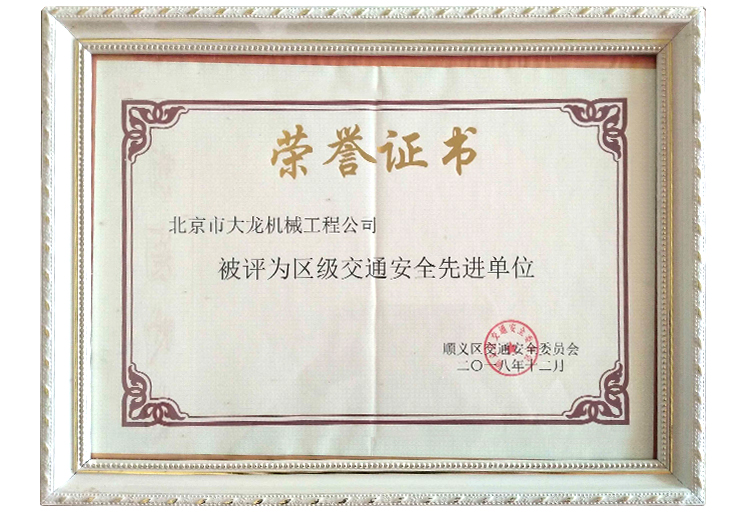 荣誉证书
北京市大龙机械工程公司
被评为区级交通安全先进单位
顺义区交通安全委员会
二〇一八年十二月